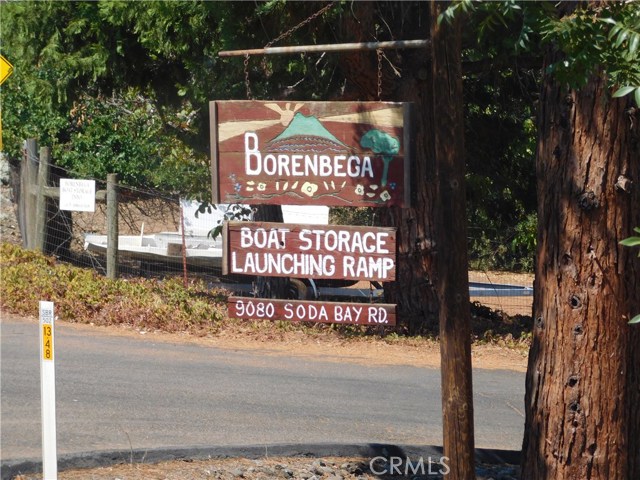 BORENBEGA
BOAT STORAGE
LAUNCHING RAMP
9080 SODA BAY RD.
1348
CRMLS